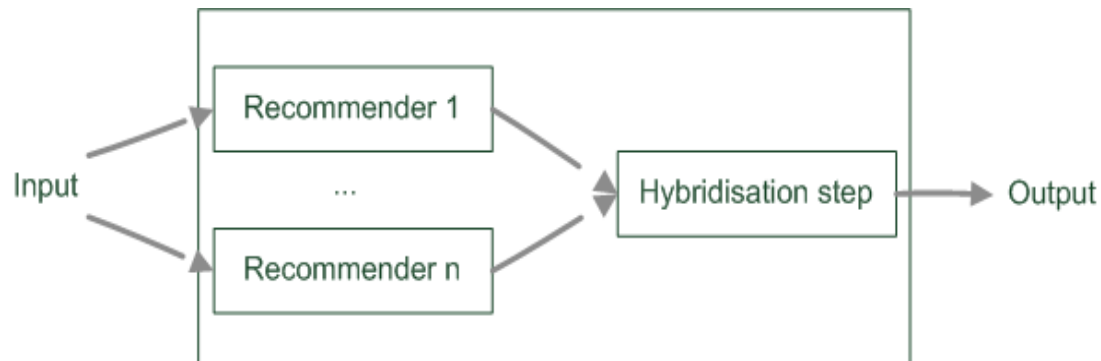 Recommender 1
Input
...
Hybridisation step
Output
Recommender n